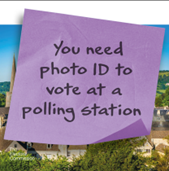 You need
photo ID to
vote at a
polling station